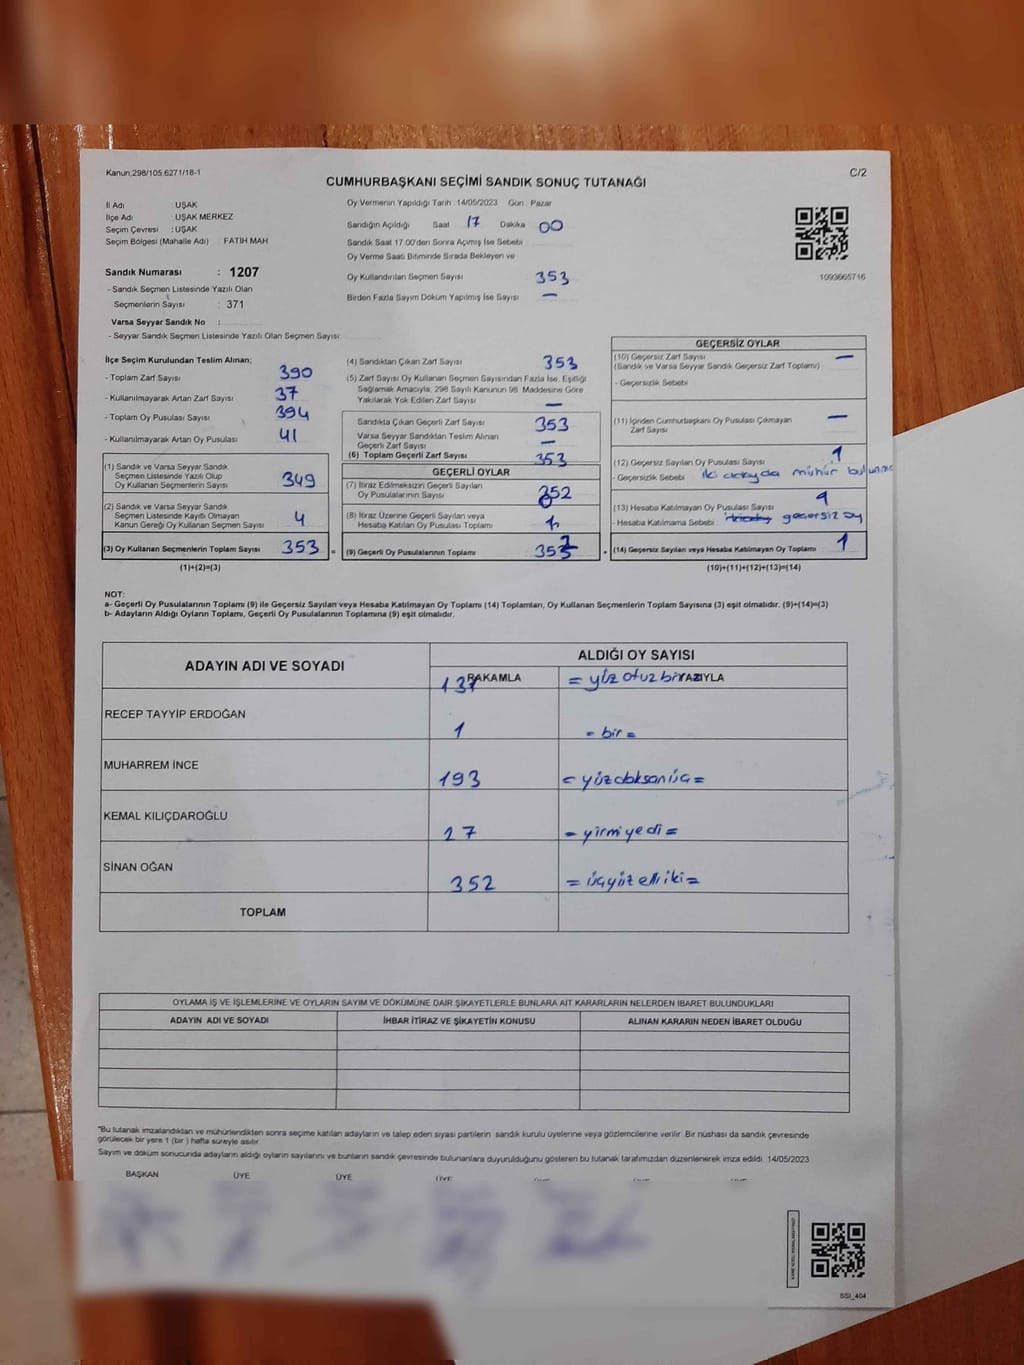 Kanun;298/105.6271/18-1
C/2
CUMHURBAŞKANI SEÇİMİ SANDIK SONUÇ TUTANAĞI
İl Adı : UŞAK
İlçe Adı : UŞAK MERKEZ
Seçim Çevresi : UŞAK
Seçim Bölgesi (Mahalle Adı) : FATİH MAH
Sandık Numarası : 1207
- Sandık Seçmen Listesinde Yazılı Olan
Seçmenlerin Sayısı : 371
Varsa Seyyar Sandık No :
- Seyyar Sandık Seçmen Listesinde Yazılı Olan Seçmen Sayısı:
Oy Vermenin Yapıldığı Tarih :14/05/2023 Gün : Pazar
Sandığın Açıldığı Saat 17 Dakika 00
Sandık Saat 17.00'den Sonra Açılmış İse Sebebi
Oy Verme Saati Bitiminde Sırada Bekleyen ve
Oy Kullandırılan Seçmen Sayısı 353
Birden Fazla Sayım Döküm Yapılmış İse Sayısı —
1093665716
İlçe Seçim Kurulundan Teslim Alınan;
- Toplam Zarf Sayısı 390
- Kullanılmayarak Artan Zarf Sayısı 37
- Toplam Oy Pusulası Sayısı 394
- Kullanılmayarak Artan Oy Pusulası 41
(1) Sandık ve Varsa Seyyar Sandık
Seçmen Listesinde Yazılı Olup
Oy Kullanan Seçmenlerin Sayısı 349
(2) Sandık ve Varsa Seyyar Sandık
Seçmen Listesinde Kayıtlı Olmayan
Kanun Gereği Oy Kullanan Seçmen Sayısı 4
(3) Oy Kullanan Seçmenlerin Toplam Sayısı 353 =
(1)+(2)=(3)
(4) Sandıktan Çıkan Zarf Sayısı 353
(5) Zarf Sayısı Oy Kullanan Seçmen Sayısından Fazla İse, Eşitliği
Sağlamak Amacıyla, 298 Sayılı Kanunun 98. Maddesine Göre
Yakılarak Yok Edilen Zarf Sayısı —
Sandıkta Çıkan Geçerli Zarf Sayısı 353
Varsa Seyyar Sandıktan Teslim Alınan
Geçerli Zarf Sayısı —
(6) Toplam Geçerli Zarf Sayısı 353
GEÇERLİ OYLAR
(7) İtiraz Edilmeksizin Geçerli Sayılan
Oy Pusulalarının Sayısı 352
(8) İtiraz Üzerine Geçerli Sayılan veya
Hesaba Katılan Oy Pusulası Toplamı
(9) Geçerli Oy Pusulalarının Toplamı
GEÇERSİZ OYLAR
(10) Geçersiz Zarf Sayısı —
(Sandık ve Varsa Seyyar Sandık Geçersiz Zarf Toplamı)
- Geçersizlik Sebebi
(11) İçinden Cumhurbaşkanı Oy Pusulası Çıkmayan —
Zarf Sayısı
(12) Geçersiz Sayılan Oy Pusulası Sayısı 1
- Geçersizlik Sebebi iki adayda mühür
(13) Hesaba Katılmayan Oy Pusulası Sayısı 1
- Hesaba Katılmama Sebebi geçersiz oy
(14) Geçersiz Sayılan veya Hesaba Katılmayan Oy Toplamı 1
(10)+(11)+(12)+(13)=(14)
NOT:
a- Geçerli Oy Pusulalarının Toplamı (9) ile Geçersiz Sayılan veya Hesaba Katılmayan Oy Toplamı (14) Toplamları, Oy Kullanan Seçmenlerin Toplam Sayısına (3) eşit olmalıdır. (9)+(14)=(3)
b- Adayların Aldığı Oyların Toplamı, Geçerli Oy Pusulalarının Toplamına (9) eşit olmalıdır.
ADAYIN ADI VE SOYADI
ALDIĞI OY SAYISI
RAKAMLA YAZIYLA
= yüz otuz bir
RECEP TAYYİP ERDOĞAN
1 = bir =
MUHARREM İNCE
193 = yüzdoksanüç =
KEMAL KILIÇDAROĞLU
27 = yirmiyedi =
SİNAN OĞAN
352 = üçyüzelliiki =
TOPLAM
OYLAMA İŞ VE İŞLEMLERİNE VE OYLARIN SAYIM VE DÖKÜMÜNE DAİR ŞİKAYETLERLE BUNLARA AİT KARARLARIN NELERDEN İBARET BULUNDUKLARI
ADAYIN ADI VE SOYADI İHBAR İTİRAZ VE ŞİKAYETİN KONUSU ALINAN KARARIN NEDEN İBARET OLDUĞU
"Bu tutanak imzalandıktan ve mühürlendikten sonra seçime katılan adayların ve talep eden siyasi partilerin sandık kurulu üyelerine veya gözlemcilerine verilir. Bir nüshası da sandık çevresinde
görülecek bir yere 1 (bir) hafta süreyle asılır.
Sayım ve döküm sonucunda adayların aldığı oyların sayılarını ve bunların sandık çevresinde bulunanlara duyurulduğunu gösteren bu tutanak tarafımızdan düzenlenerek imza edildi. 14/05/2023
BAŞKAN ÜYE ÜYE ÜYE
SSI_404